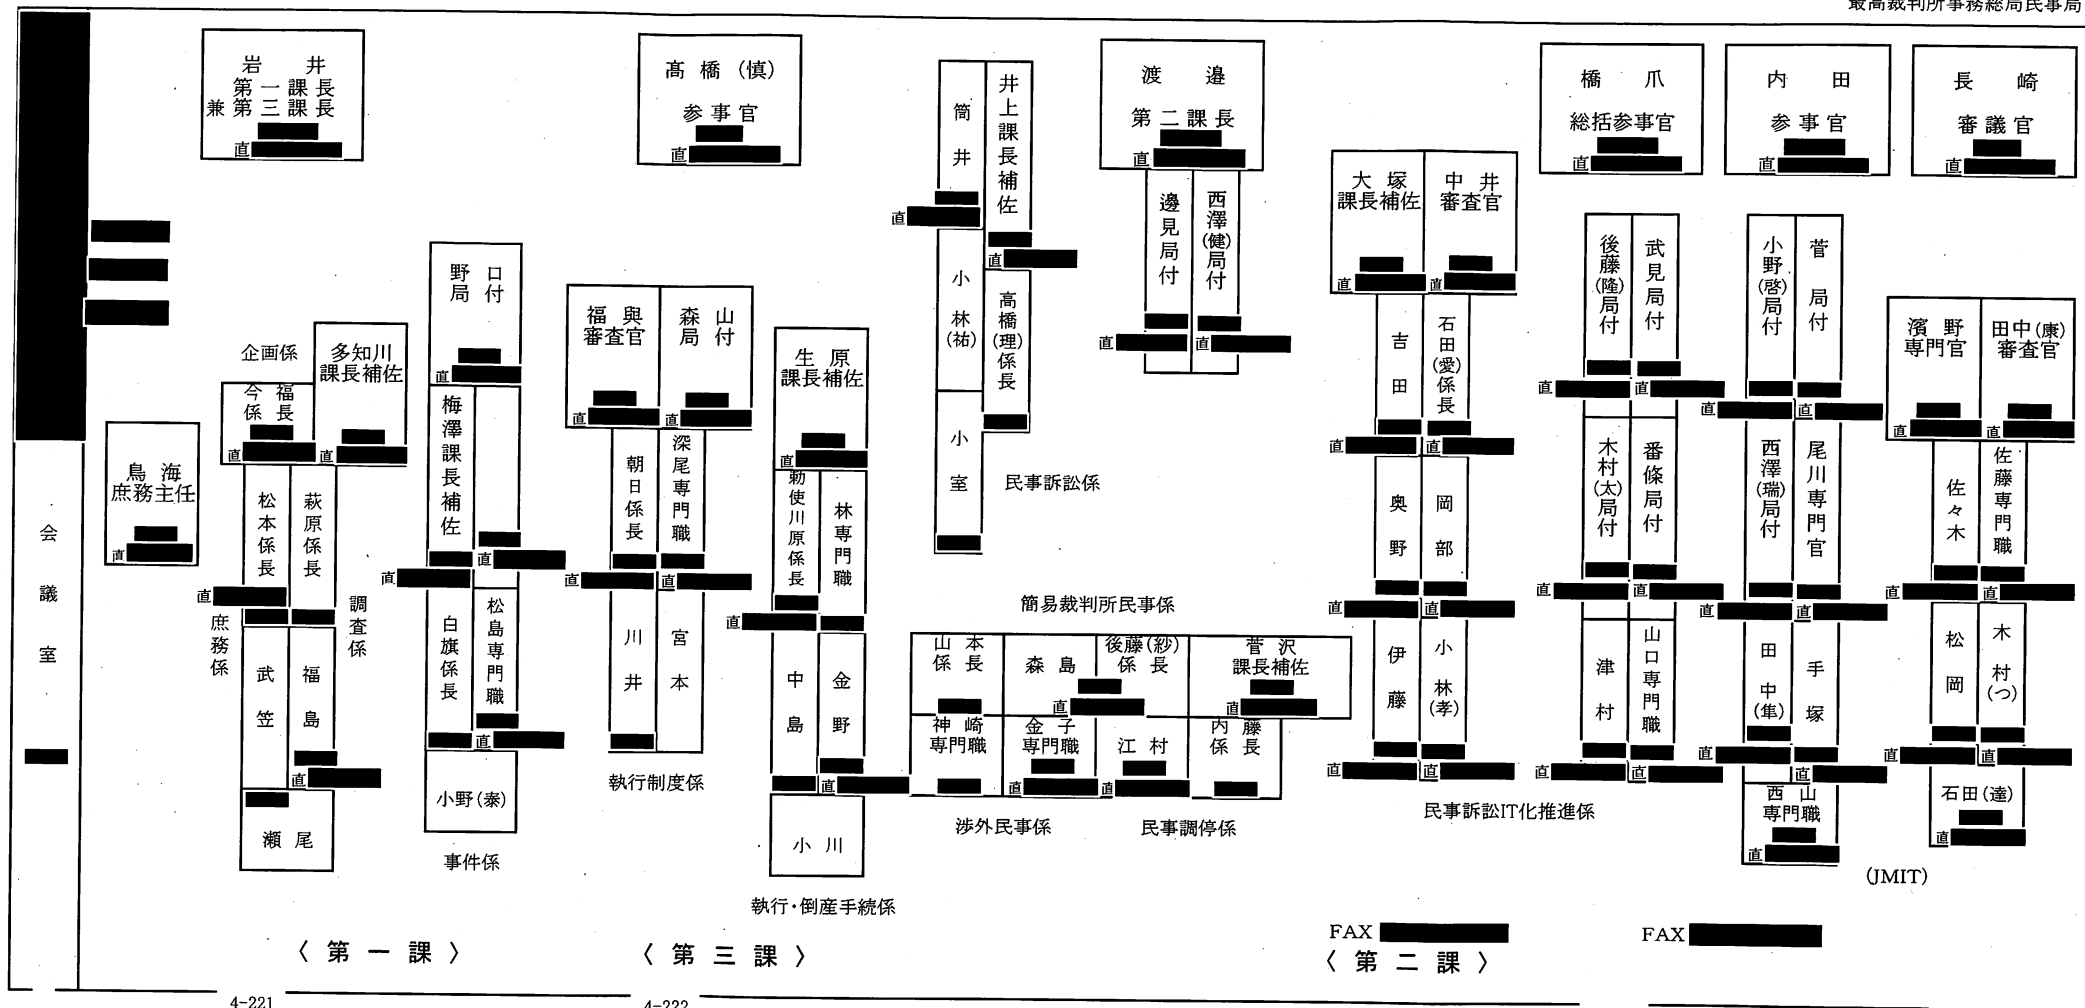 最高裁判所事務総局民事局
岩井
第一課長
兼第三課長
直
髙橋(慎)
参事官
直
筒井
直
井上課長補佐
直
渡邉
第二課長
直
橋爪
総括参事官
直
内田
参事官
直
長崎
審議官
直
大塚
課長補佐
直
中井
審査官
直
邉見局付
直
西澤(健)局付
直
後藤(隆)局付
直
武見局付
直
小野(啓)局付
直
菅局付
直
野口
局付
直
小林(祐)
高橋(理)係長
福興
審査官
直
森山
局付
直
吉田
直
石田(愛)係長
直
濱野
専門官
直
田中(康)
審査官
直
企画係
多知川
課長補佐
直
生原
課長補佐
直
今福
係長
直
梅澤課長補佐
直
直
小室
民事訴訟係
木村(太)局付
直
番條局付
直
西澤(瑞)局付
直
尾川専門官
直
鳥海
庶務主任
直
松本係長
直
萩原係長
朝日係長
直
深尾専門職
直
勅使川原係長
直
林専門職
奥野
直
岡部
直
佐々木
直
佐藤専門職
直
会議室
庶務係
調査係
白旗係長
松島専門職
直
川井
宮本
簡易裁判所民事係
武笠
福島
直
中島
金野
直
山本
係長
森島
直
後藤(紗)
係長
菅沢
課長補佐
直
伊藤
直
小林(孝)
直
津村
直
山口専門職
直
田中(隼)
直
手塚
直
松岡
直
木村(つ)
直
神崎
専門職
金子
専門職
直
江村
直
内藤
係長
瀬尾
小野(泰)
執行制度係
小川
渉外民事係
民事調停係
民事訴訟IT化推進係
西山
専門職
直
石田(達)
直
事件係
執行・倒産手続係
(JMIT)
FAX
FAX
〈 第 一 課 〉
〈 第 三 課 〉
〈 第 二 課 〉
4-221
4-222